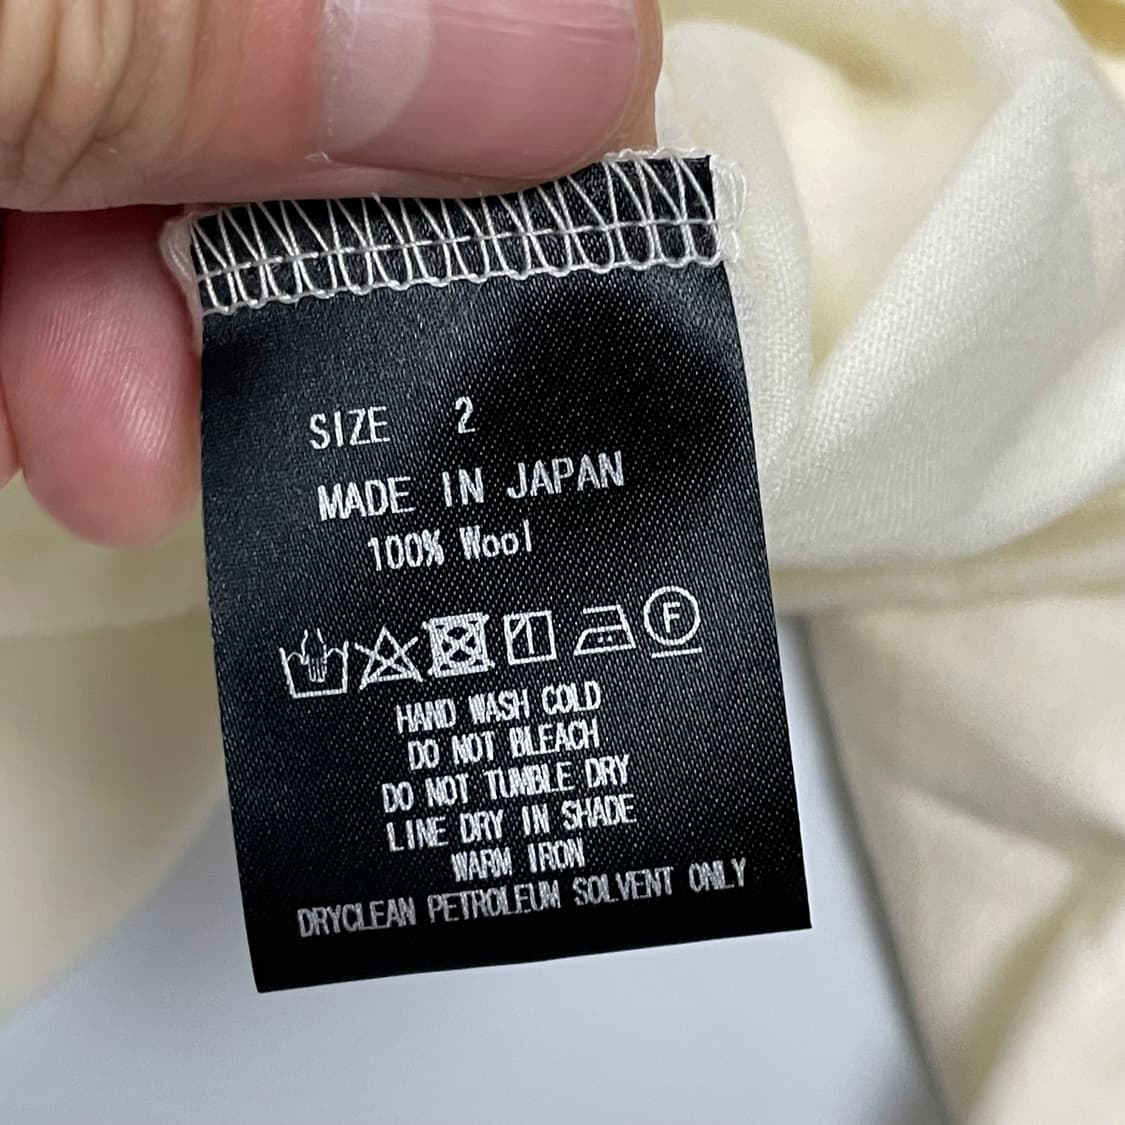 SIZE 2
MADE IN JAPAN
100% Wool
F
HAND WASH COLD
DO NOT BLEACH
DO NOT TUMBLE DRY
LINE DRY IN SHADE
WARM IRON
DRYCLEAN PETROLEUM SOLVENT ONLY